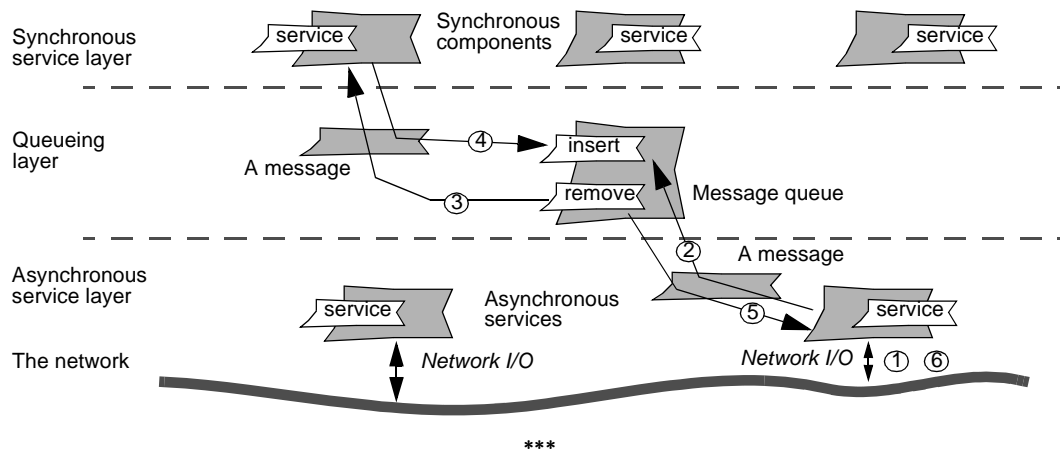 Synchronous
service layer
service
Synchronous
components
service
service
Queueing
layer
A message
4
insert
3
remove
Message queue
2
A message
Asynchronous
service layer
service
Asynchronous
services
5
service
The network
Network I/O
Network I/O
1
6
***